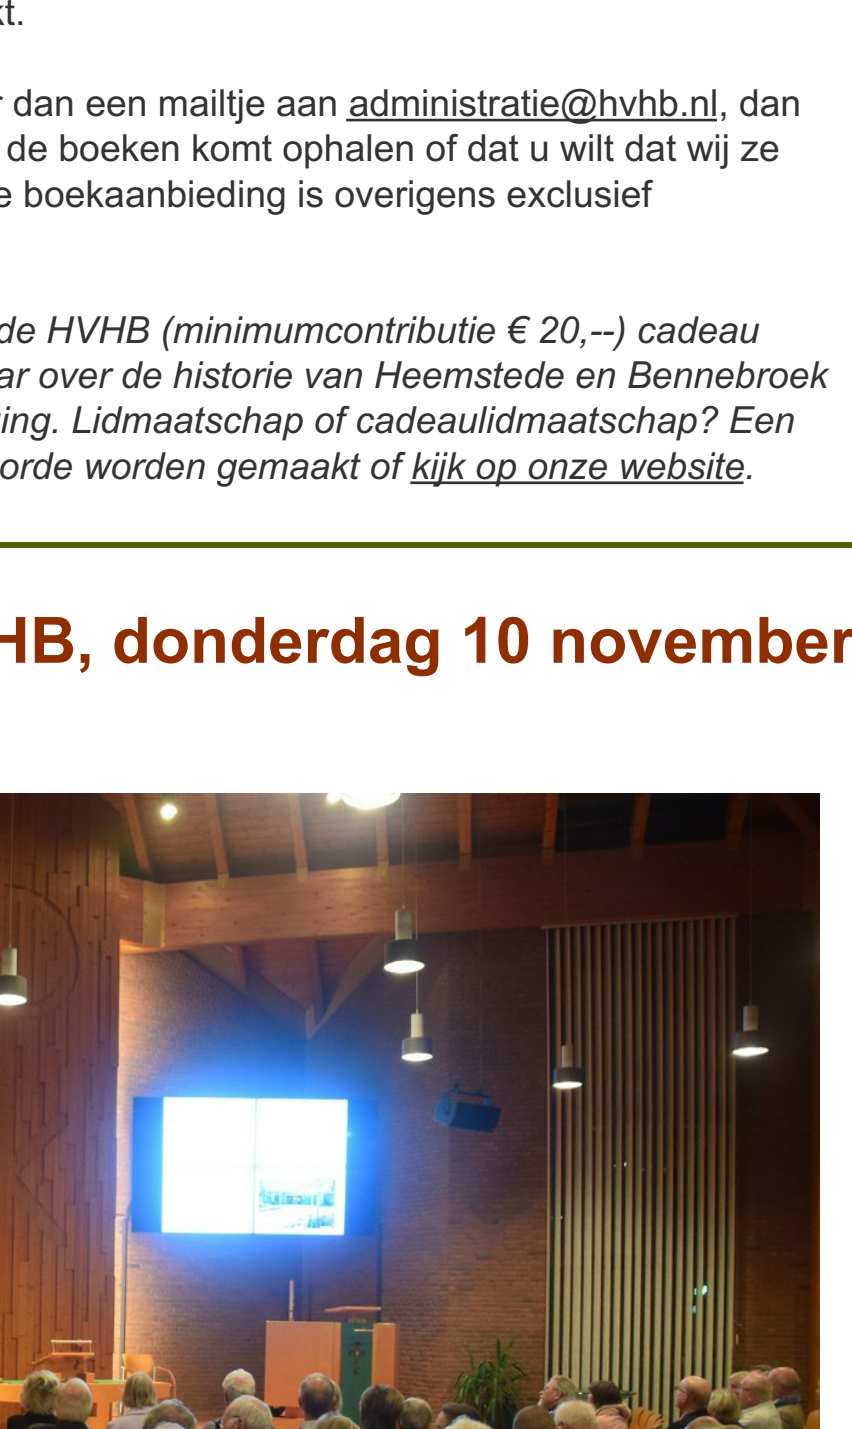 kt.
r dan een mailtje aan administratie@hvhb.nl, dan
de boeken komt ophalen of dat u wilt dat wij ze
e boekaanbieding is overigens exclusief
de HVHB (minimumcontributie € 20,--) cadeau
ar over de historie van Heemstede en Bennebroek
ing. Lidmaatschap of cadeaulidmaatschap? Een
orde worden gemaakt of kijk op onze website.
HB, donderdag 10 november